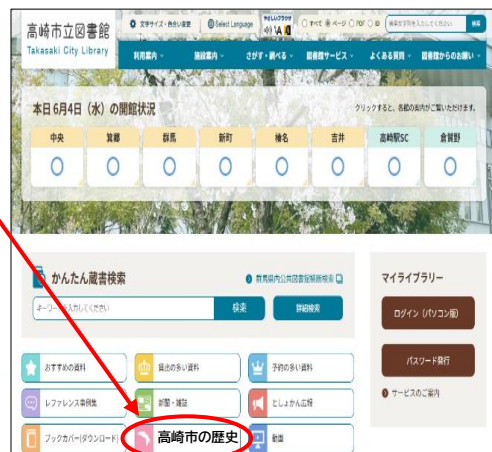 高崎市立図書館
Takasaki City Library
文字サイズ・色合い変更
Select Language
やさしいブラウザ
すべて
ページ
PDF
ID
検索
利用案内
施設案内
さがす・調べる
図書館サービス
よくある質問
図書館からのお願い
本日 6月4日（水）の開館状況
クリックすると、各館の案内がご覧いただけます。
中央
箕郷
群馬
新町
榛名
吉井
高崎駅SC
倉賀野
かんたん蔵書検索
群馬県内公共図書館横断検索
キーワードを入力してください
検索
詳細検索
マイライブラリー
ログイン（パソコン版）
パスワード発行
サービスのご案内
おすすめの資料
貸出の多い資料
予約の多い資料
レファレンス事例集
新聞・雑誌
としょかん広報
ブックカバー(ダウンロード)
高崎市の歴史
動画